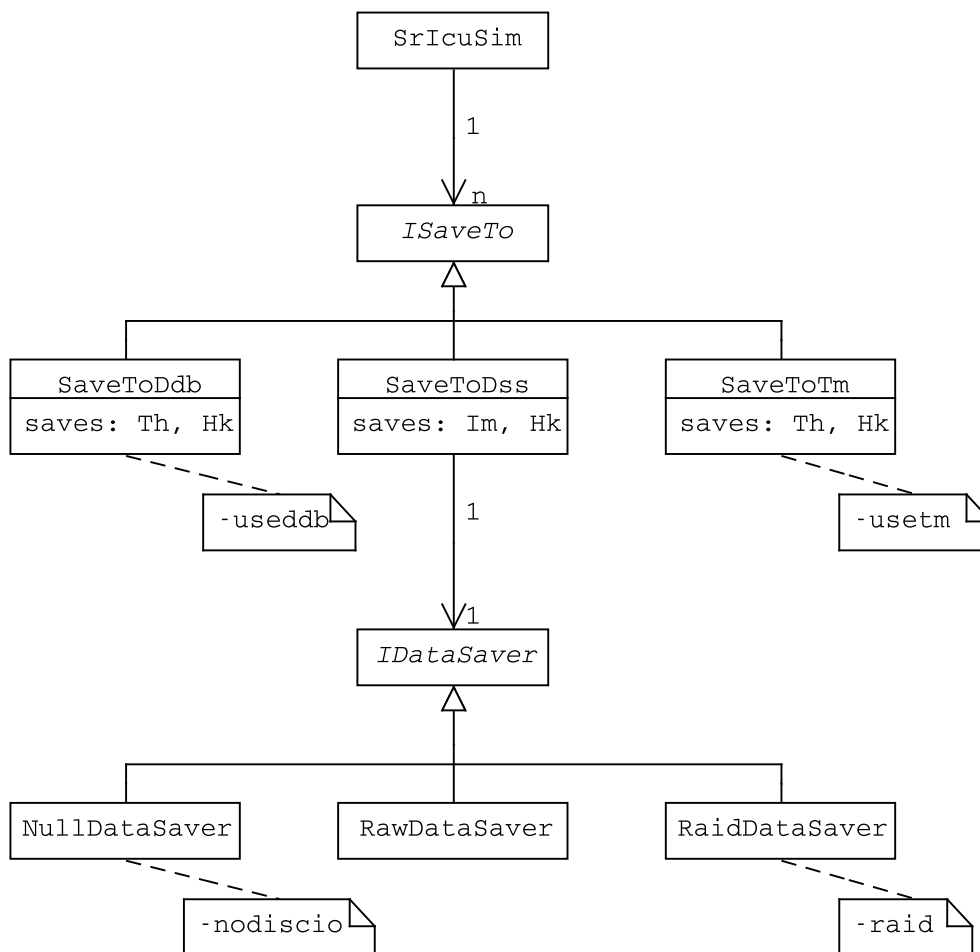 SrIcuSim
1
n
ISaveTo
SaveToDdb
saves: Th, Hk
SaveToDss
saves: Im, Hk
SaveToTm
saves: Th, Hk
-useddb
1
-usetm
1
IDataSaver
NullDataSaver
RawDataSaver
RaidDataSaver
-nodiscio
-raid